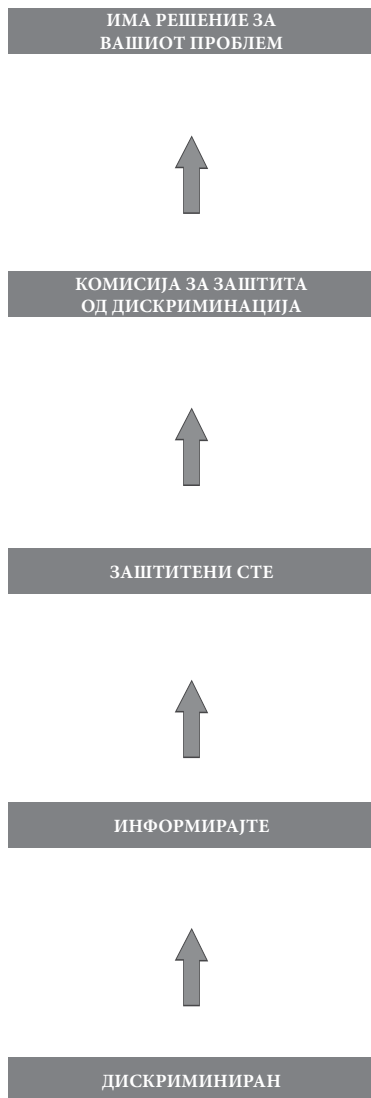 ИМА РЕШЕНИЕ ЗА
ВАШИОТ ПРОБЛЕМ
КОМИСИЈА ЗА ЗАШТИТА
ОД ДИСКРИМИНАЦИЈА
ЗАШТИТЕНИ СТЕ
ИНФОРМИРАЈТЕ
ДИСКРИМИНИРАН